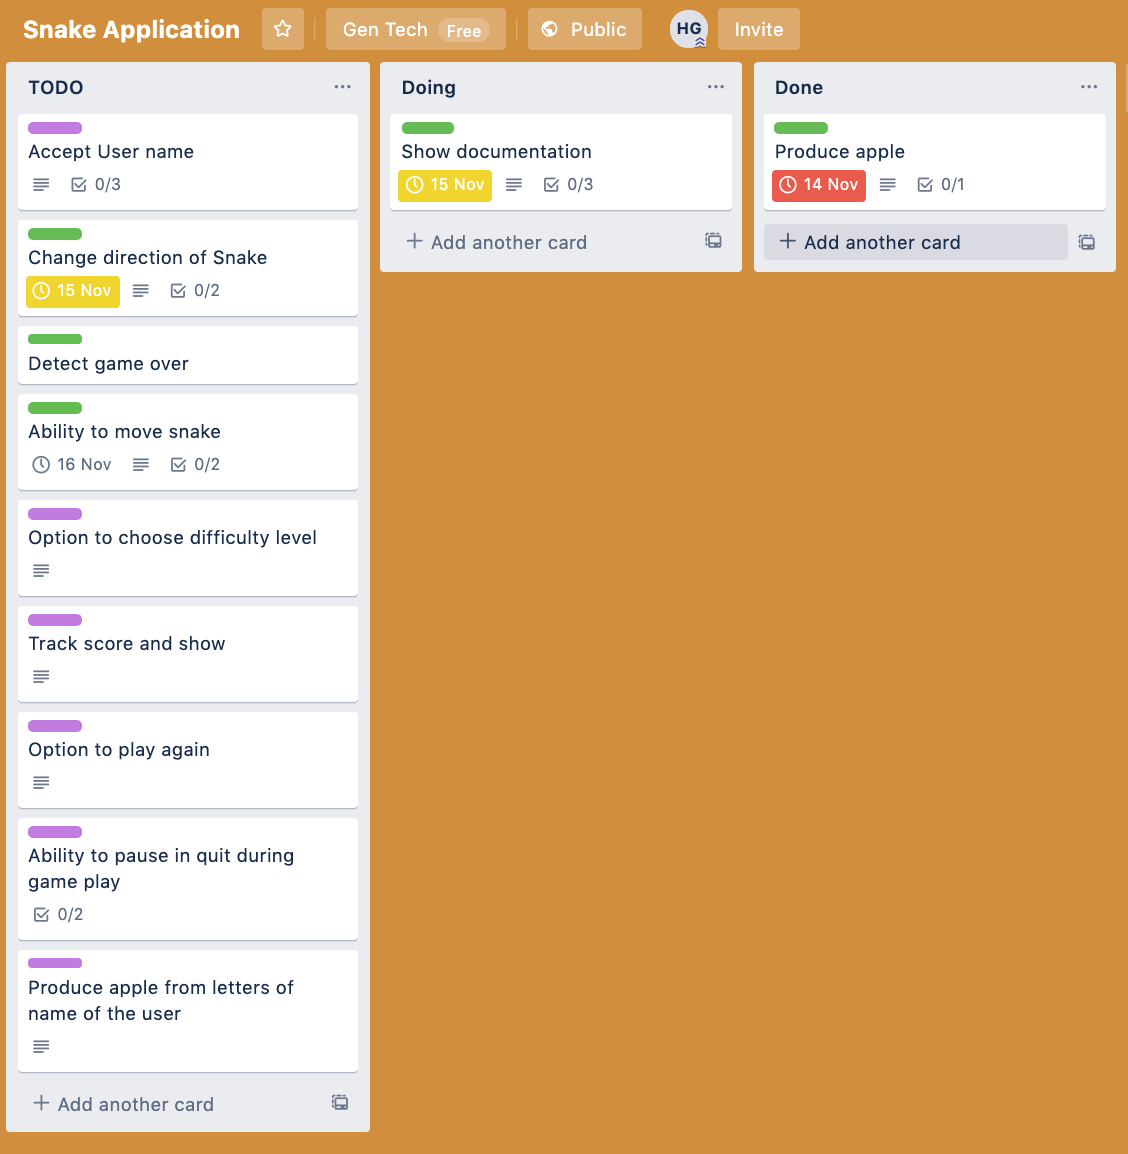 Snake Application
Gen Tech Free
Public
HG
Invite
TODO
Accept User name
0/3
Change direction of Snake
15 Nov 0/2
Detect game over
Ability to move snake
16 Nov 0/2
Option to choose difficulty level
Track score and show
Option to play again
Ability to pause in quit during
game play
0/2
Produce apple from letters of
name of the user
+ Add another card
Doing
Show documentation
15 Nov 0/3
+ Add another card
Done
Produce apple
14 Nov 0/1
+ Add another card